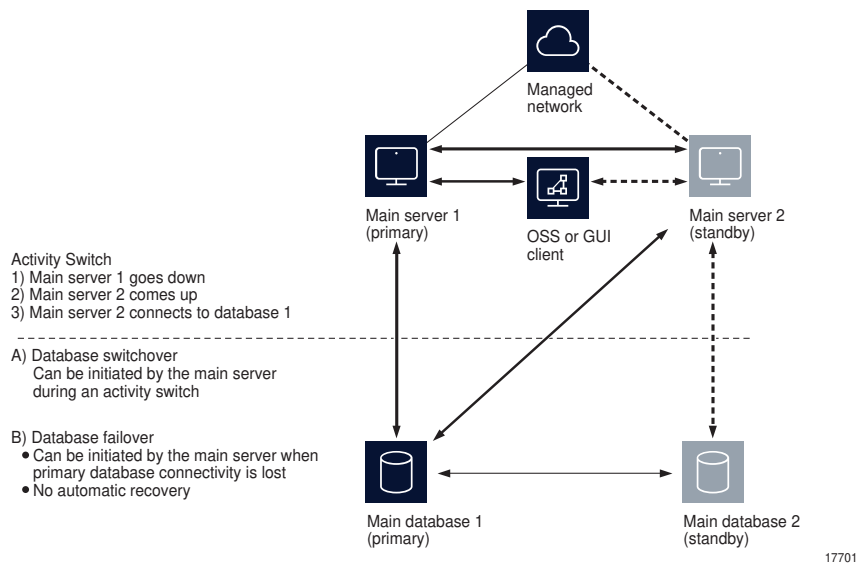 Managed
network
Main server 1
(primary)
OSS or GUI
client
Main server 2
(standby)
Activity Switch
1) Main server 1 goes down
2) Main server 2 comes up
3) Main server 2 connects to database 1
A) Database switchover
Can be initiated by the main server
during an activity switch
B) Database failover
• Can be initiated by the main server when
primary database connectivity is lost
• No automatic recovery
Main database 1
(primary)
Main database 2
(standby)
17701